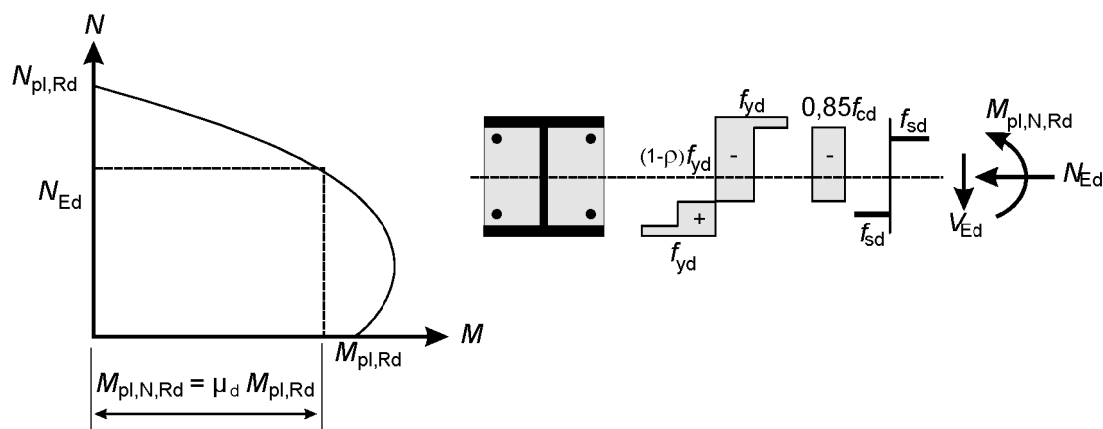 N
Npl,Rd
NEd
M
Mpl,Rd
Mpl,N,Rd = μd Mpl,Rd
fyd
(1-ρ)fyd
-
+
fyd
0,85fcd
-
fsd
fsd
Mpl,N,Rd
NEd
VEd